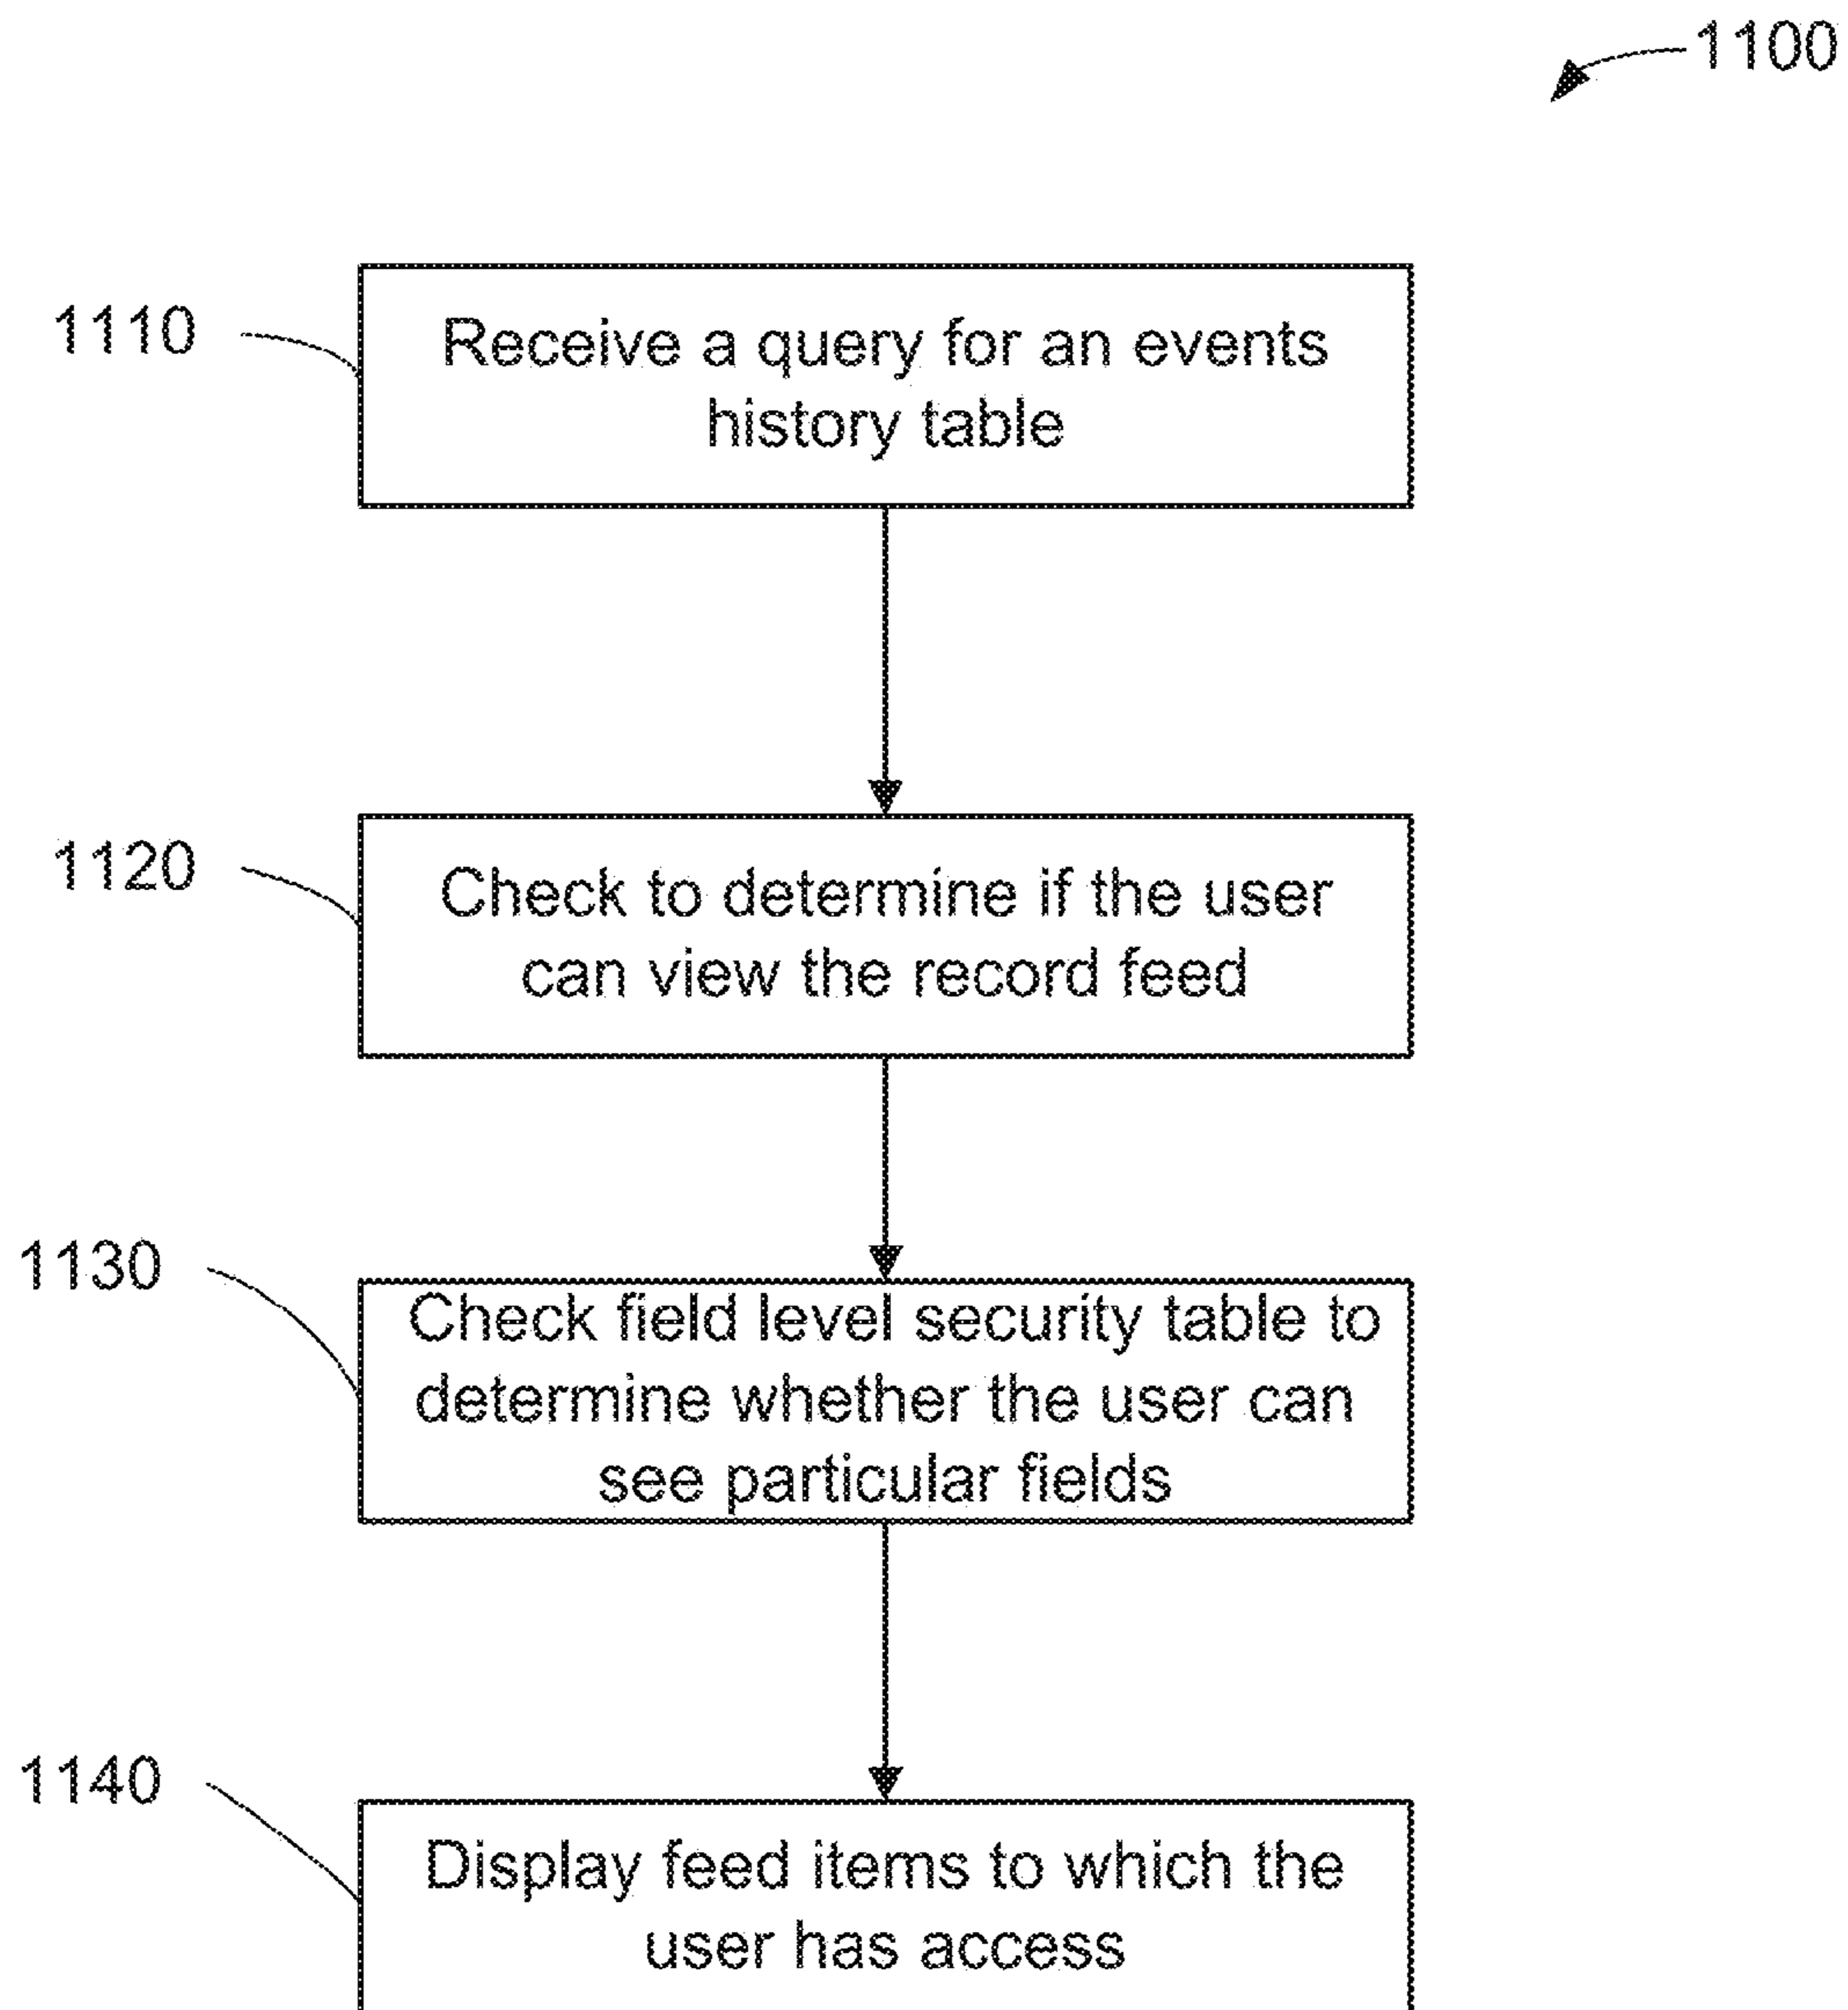 1100
1110
Receive a query for an events
history table
1120
Check to determine if the user
can view the record feed
1130
Check field level security table to
determine whether the user can
see particular fields
1140
Display feed items to which the
user has access